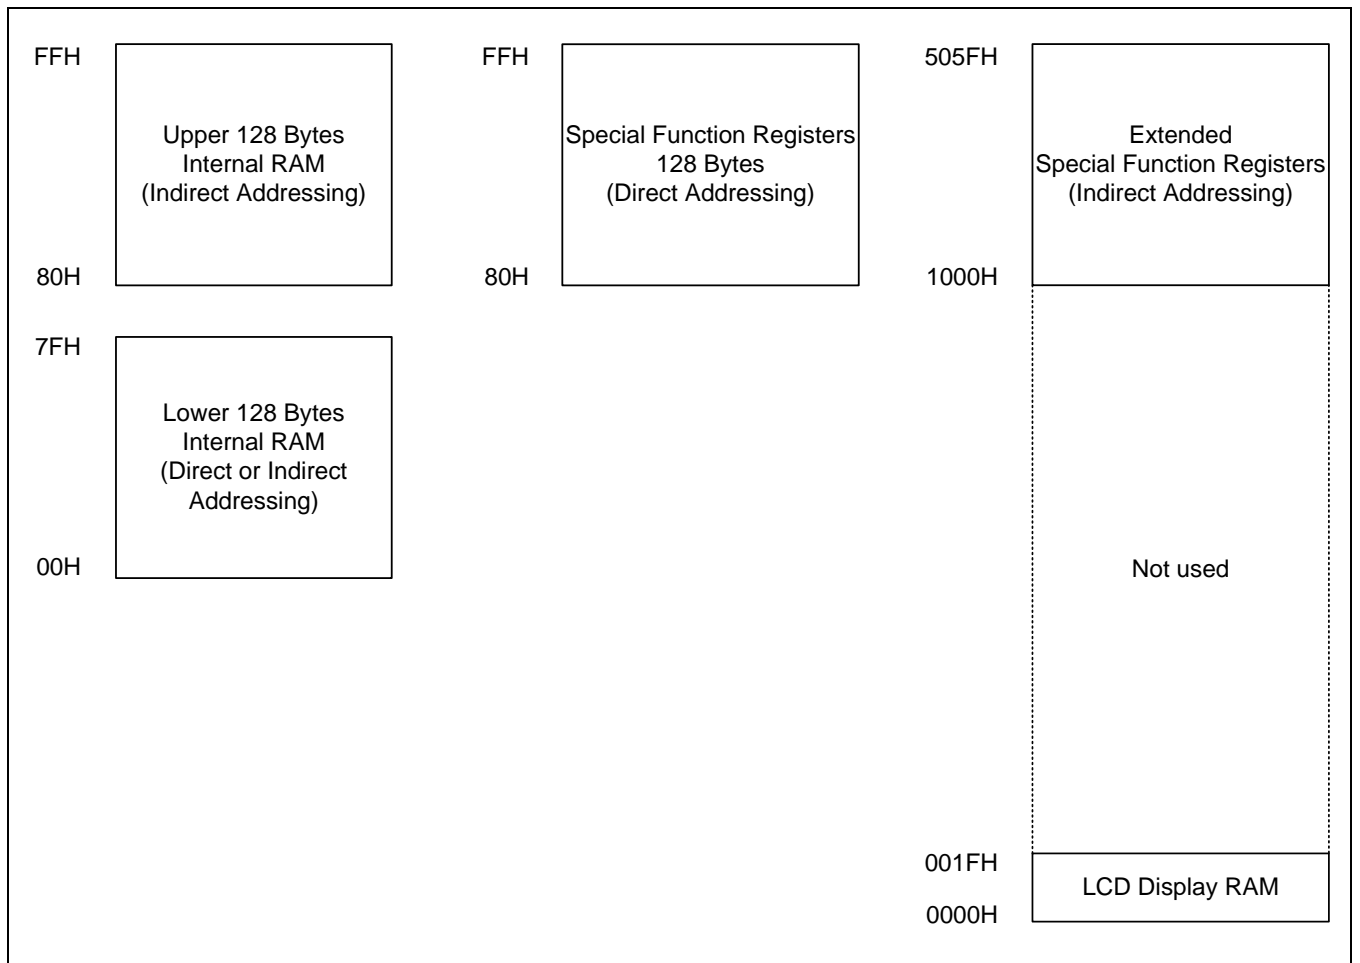 FFH
Upper 128 Bytes
Internal RAM
(Indirect Addressing)
80H
7FH
Lower 128 Bytes
Internal RAM
(Direct or Indirect
Addressing)
00H
FFH
Special Function Registers
128 Bytes
(Direct Addressing)
80H
505FH
Extended
Special Function Registers
(Indirect Addressing)
1000H
Not used
001FH
LCD Display RAM
0000H